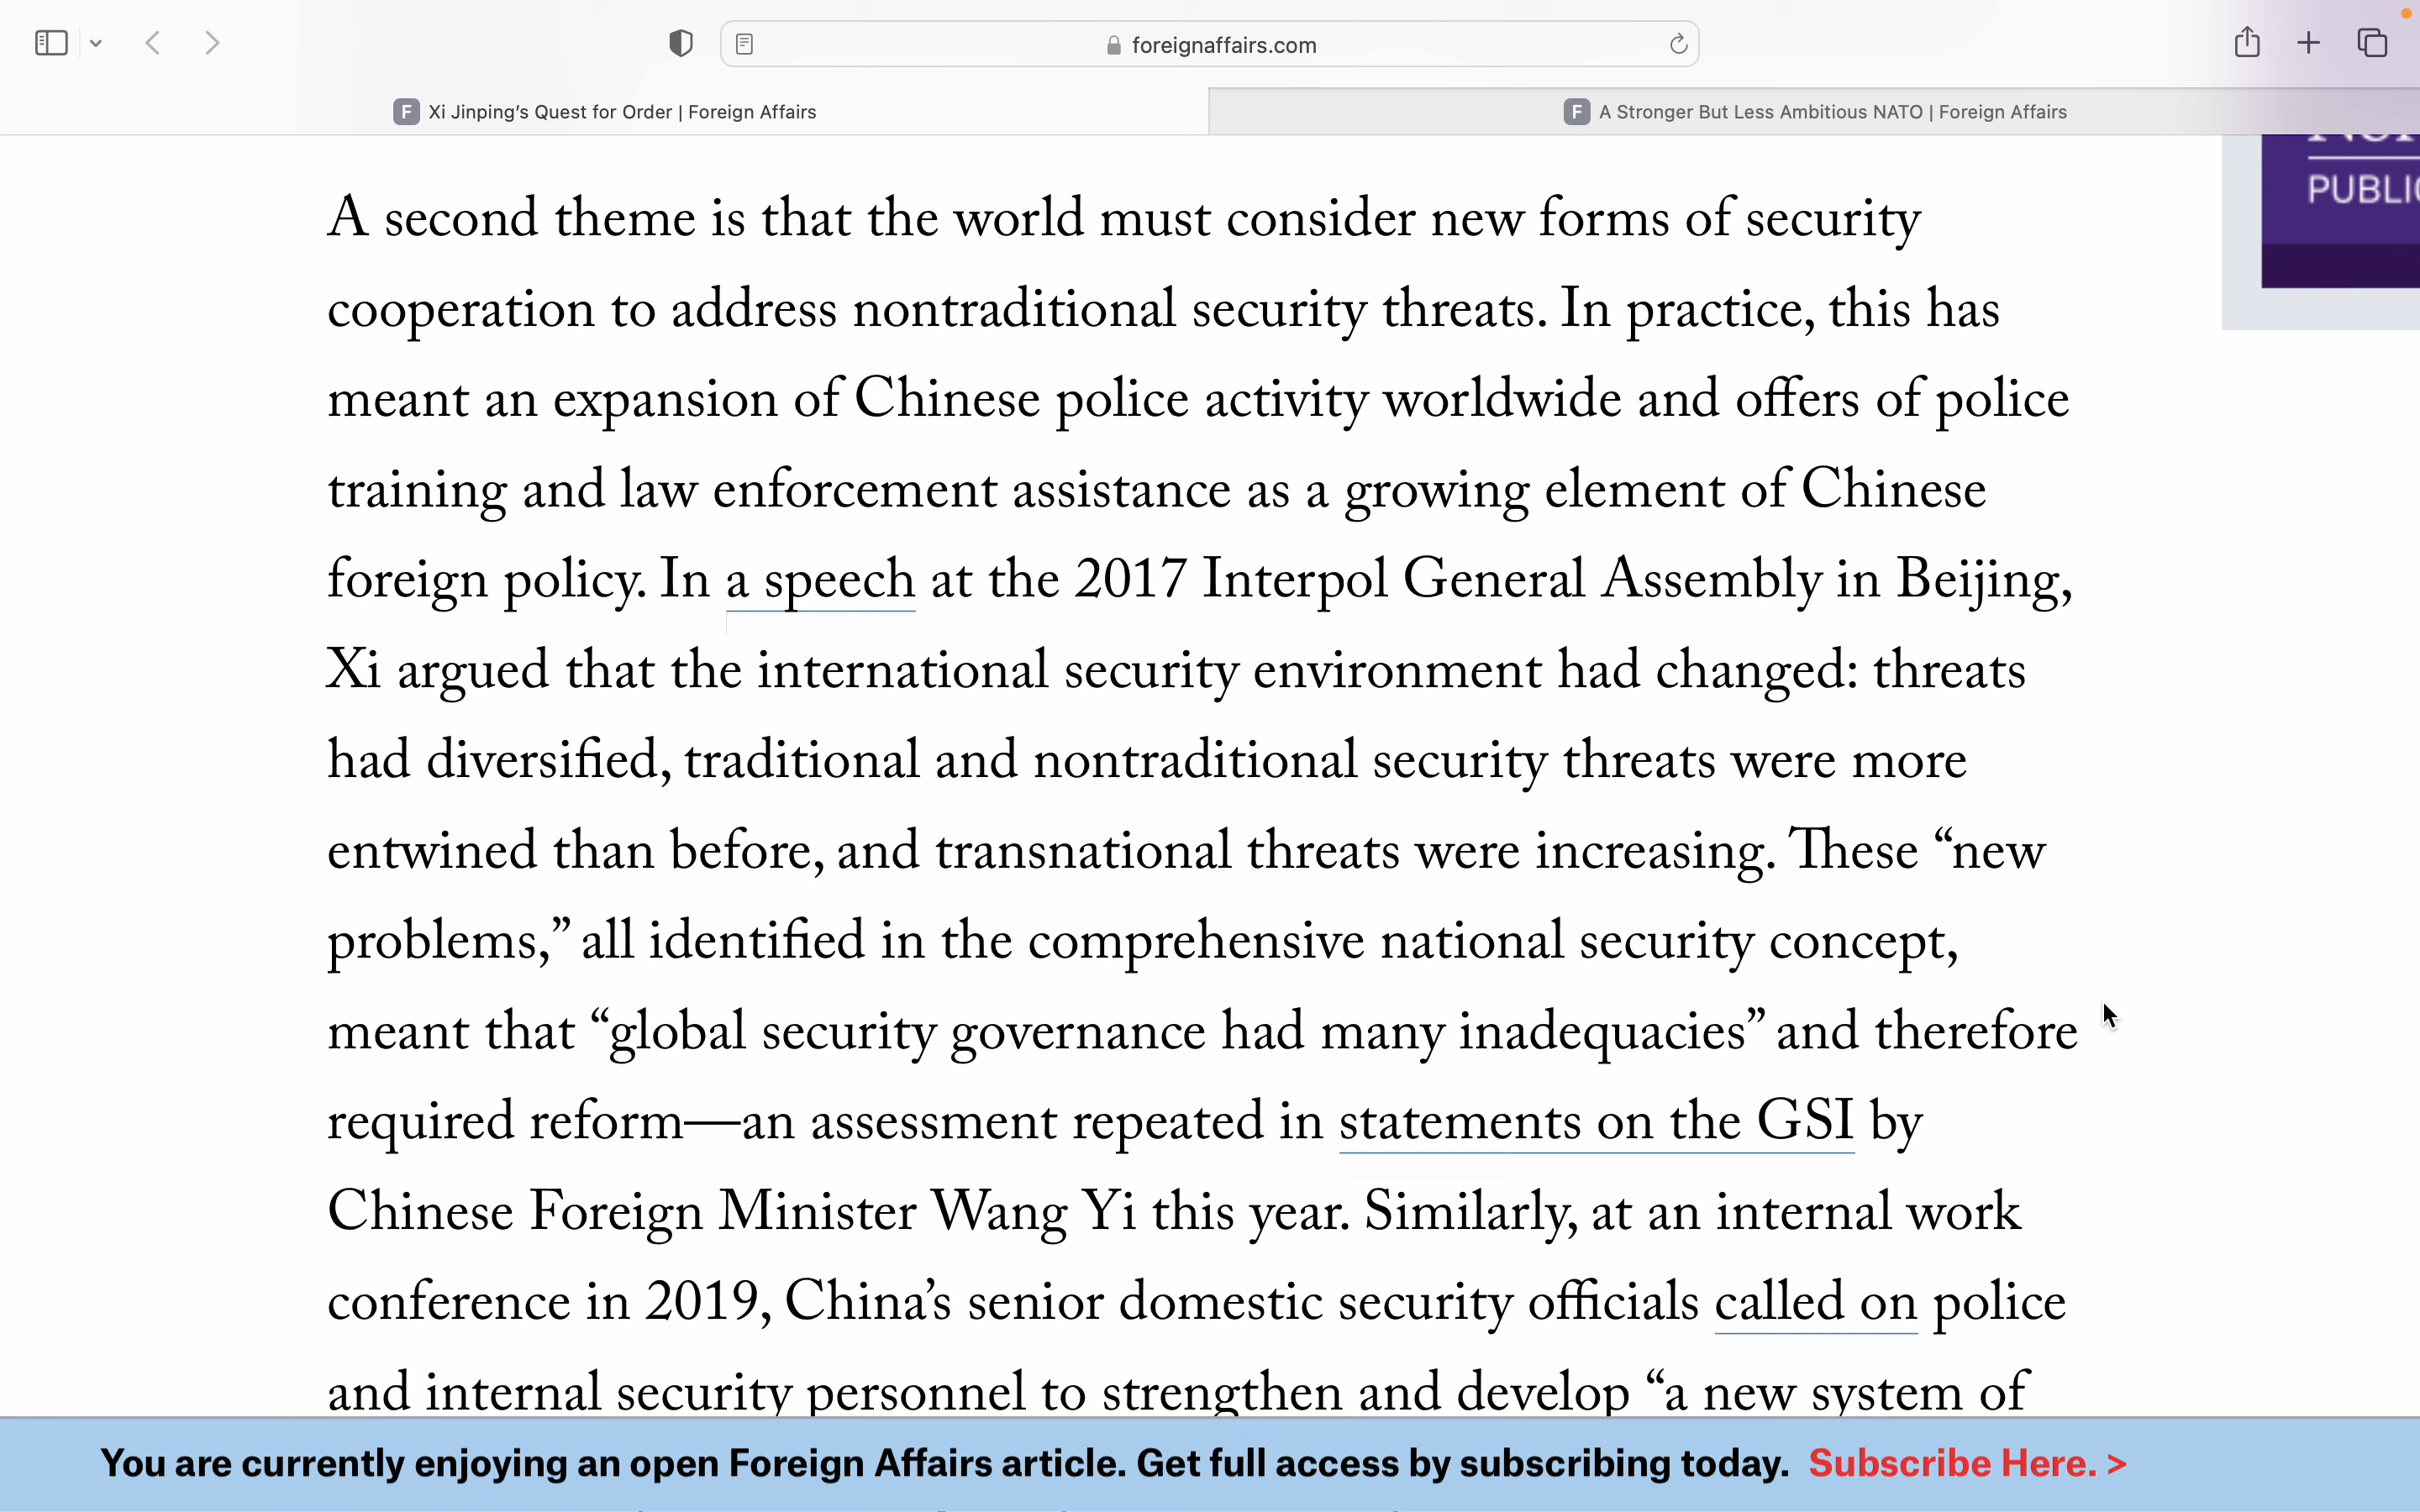 foreignaffairs.com
F Xi Jinping’s Quest for Order | Foreign Affairs
F A Stronger But Less Ambitious NATO | Foreign Affairs
A second theme is that the world must consider new forms of security
cooperation to address nontraditional security threats. In practice, this has
meant an expansion of Chinese police activity worldwide and offers of police
training and law enforcement assistance as a growing element of Chinese
foreign policy. In a speech at the 2017 Interpol General Assembly in Beijing,
Xi argued that the international security environment had changed: threats
had diversified, traditional and nontraditional security threats were more
entwined than before, and transnational threats were increasing. These “new
problems,” all identified in the comprehensive national security concept,
meant that “global security governance had many inadequacies” and therefore
required reform—an assessment repeated in statements on the GSI by
Chinese Foreign Minister Wang Yi this year. Similarly, at an internal work
conference in 2019, China’s senior domestic security officials called on police
and internal security personnel to strengthen and develop “a new system of
You are currently enjoying an open Foreign Affairs article. Get full access by subscribing today. Subscribe Here. >